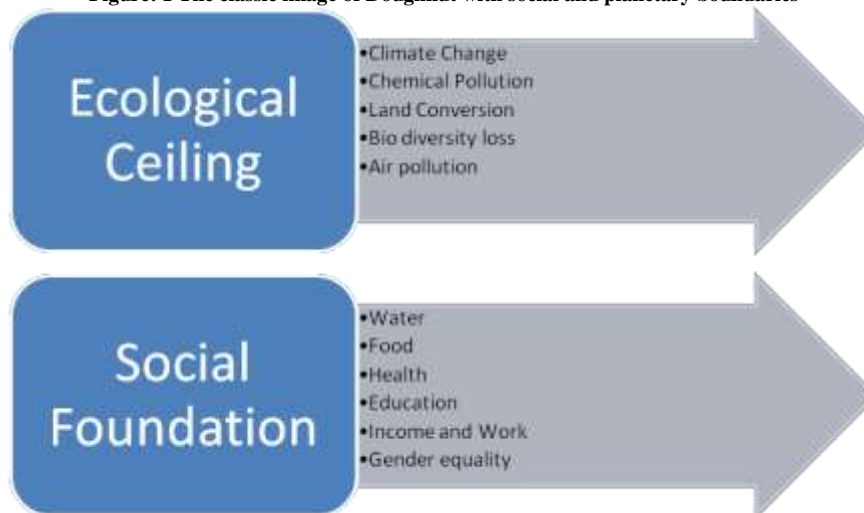 Figure: 1 The classic image of Doughnut with social and planetary boundaries
Ecological
Ceiling
•Climate Change
•Chemical Pollution
•Land Conversion
•Bio diversity loss
•Air pollution
Social
Foundation
•Water
•Food
•Health
•Education
•Income and Work
•Gender equality